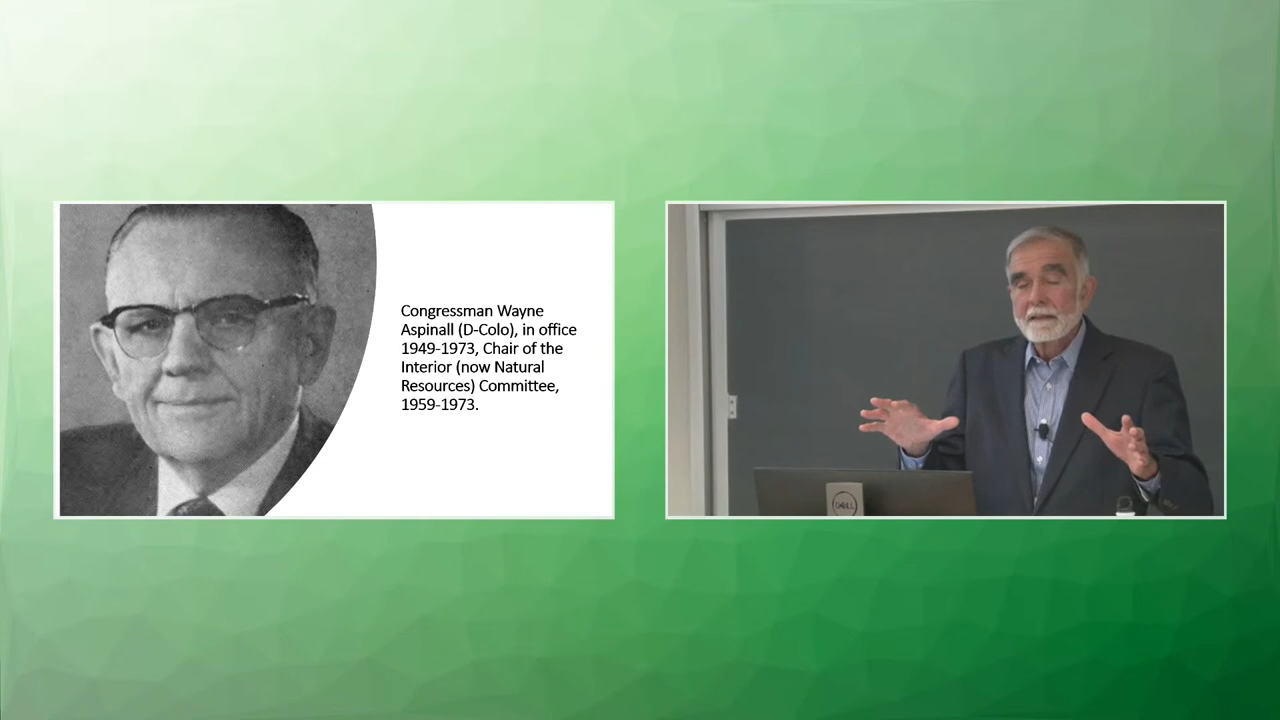 Congressman Wayne
Aspinall (D-Colo), in office
1949-1973, Chair of the
Interior (now Natural
Resources) Committee,
1959-1973.
DELL